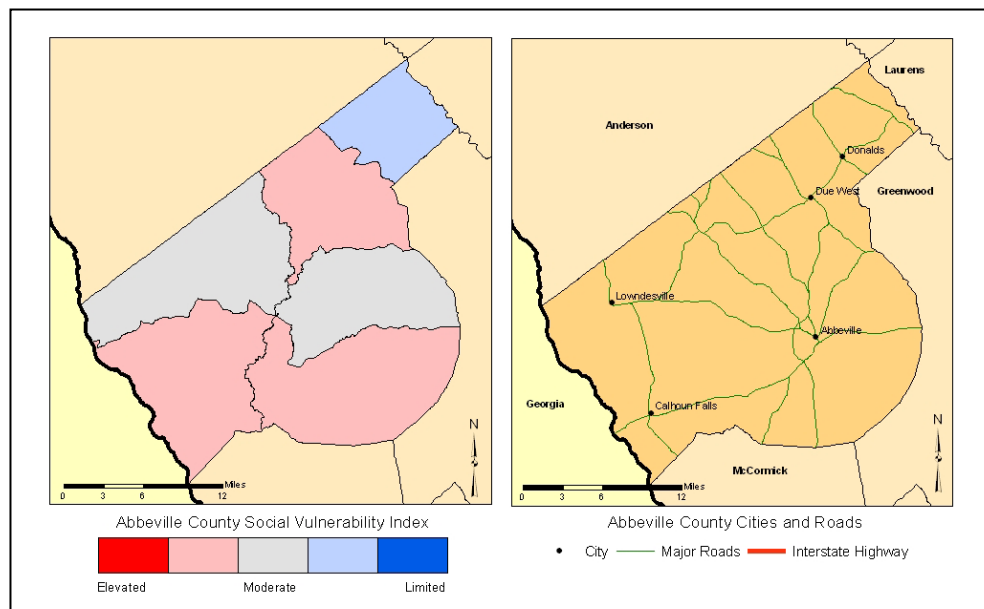 N
0 3 6 12 Miles
Abbeville County Social Vulnerability Index
Elevated Moderate Limited
Laurens
Anderson
Donalds
Due West
Greenwood
Lowndesville
Abbeville
Georgia
Calhoun Falls
N
McCormick
0 3 6 12 Miles
Abbeville County Cities and Roads
City Major Roads Interstate Highway